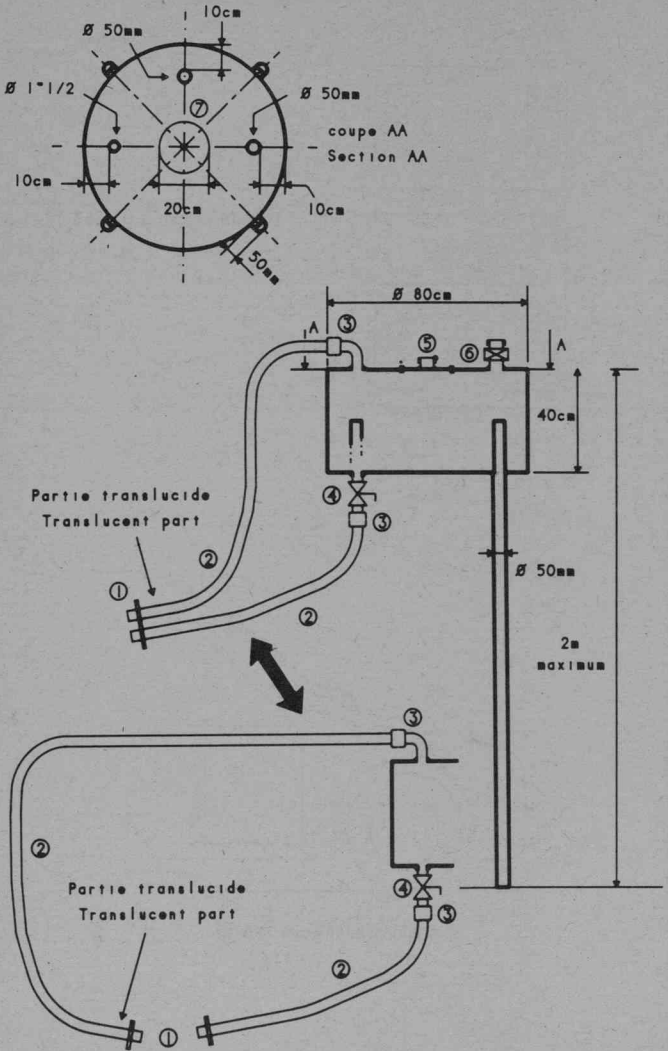 10cm
Ø 50mm
Ø 1"1/2
⑦
Ø 50mm
coupe AA
Section AA
10cm
20cm
10cm
50mm
Ø 80cm
A
③
⑤
⑥
A
40cm
④
③
Partie translucide
Translucent part
②
①
②
Ø 50mm
2m
maximum
③
②
④
③
Partie translucide
Translucent part
②
①